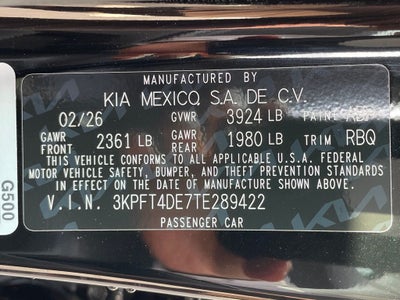 MANUFACTURED BY
KIA MEXICO, S.A. DE C.V.
02/26 GVWR 3924 LB PAINT
GAWR FRONT 2361 LB GAWR REAR 1980 LB TRIM RBQ
THIS VEHICLE CONFORMS TO ALL APPLICABLE U.S.A. FEDERAL
MOTOR VEHICLE SAFETY, BUMPER, AND THEFT PREVENTION STANDARDS
IN EFFECT ON THE DATE OF MANUFACTURE SHOWN ABOVE.
V.I.N. 3KPFT4DE7TE289422
PASSENGER CAR
G500